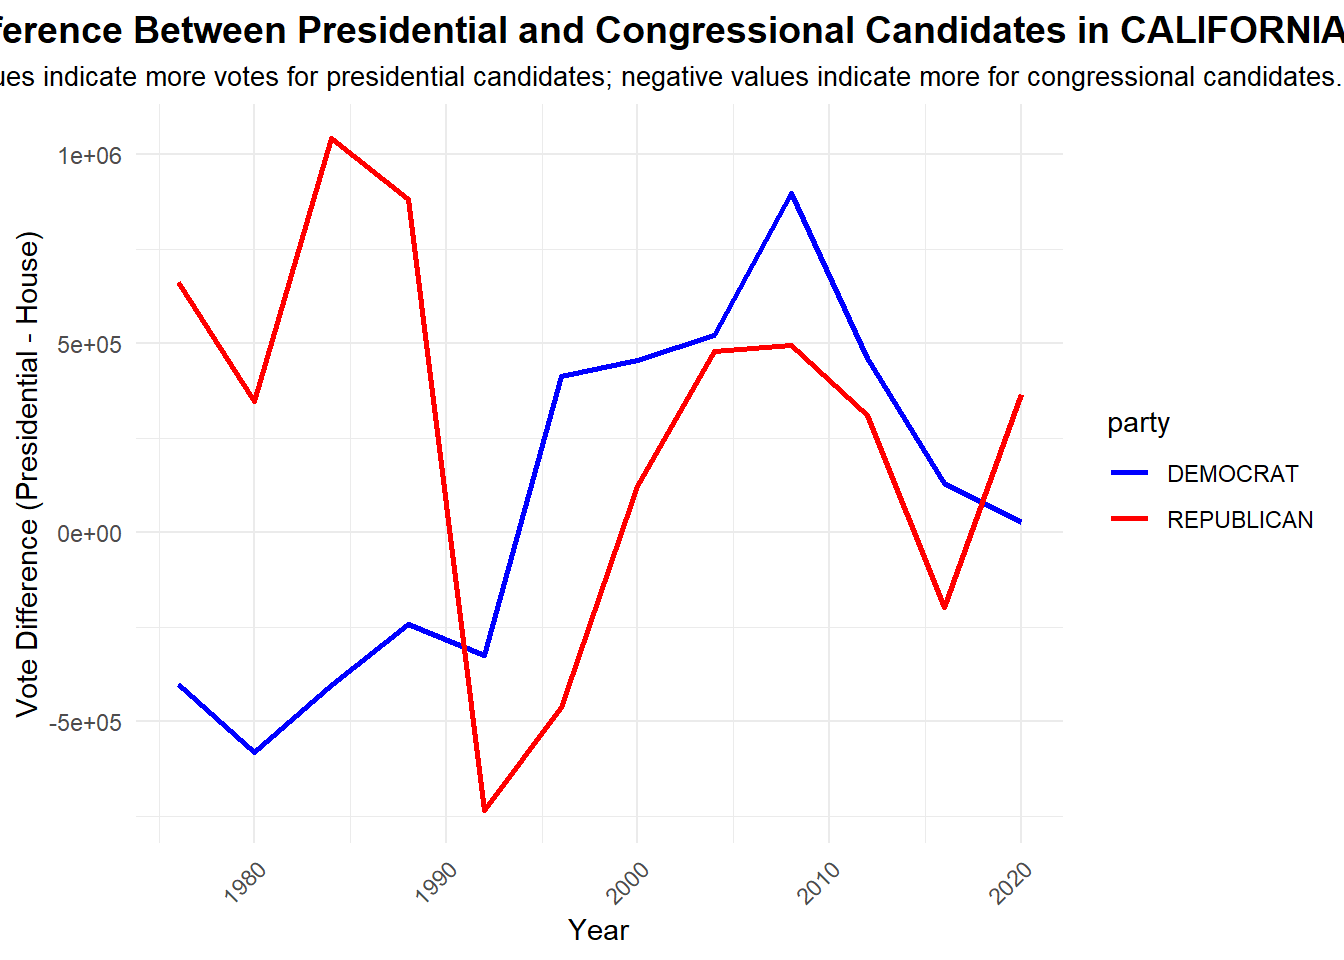 ference Between Presidential and Congressional Candidates in CALIFORNIA
ues indicate more votes for presidential candidates; negative values indicate more for congressional candidates.
1e+06
5e+05
0e+00
-5e+05
Vote Difference (Presidential - House)
1980
1990
2000
2010
2020
Year
party
DEMOCRAT
REPUBLICAN